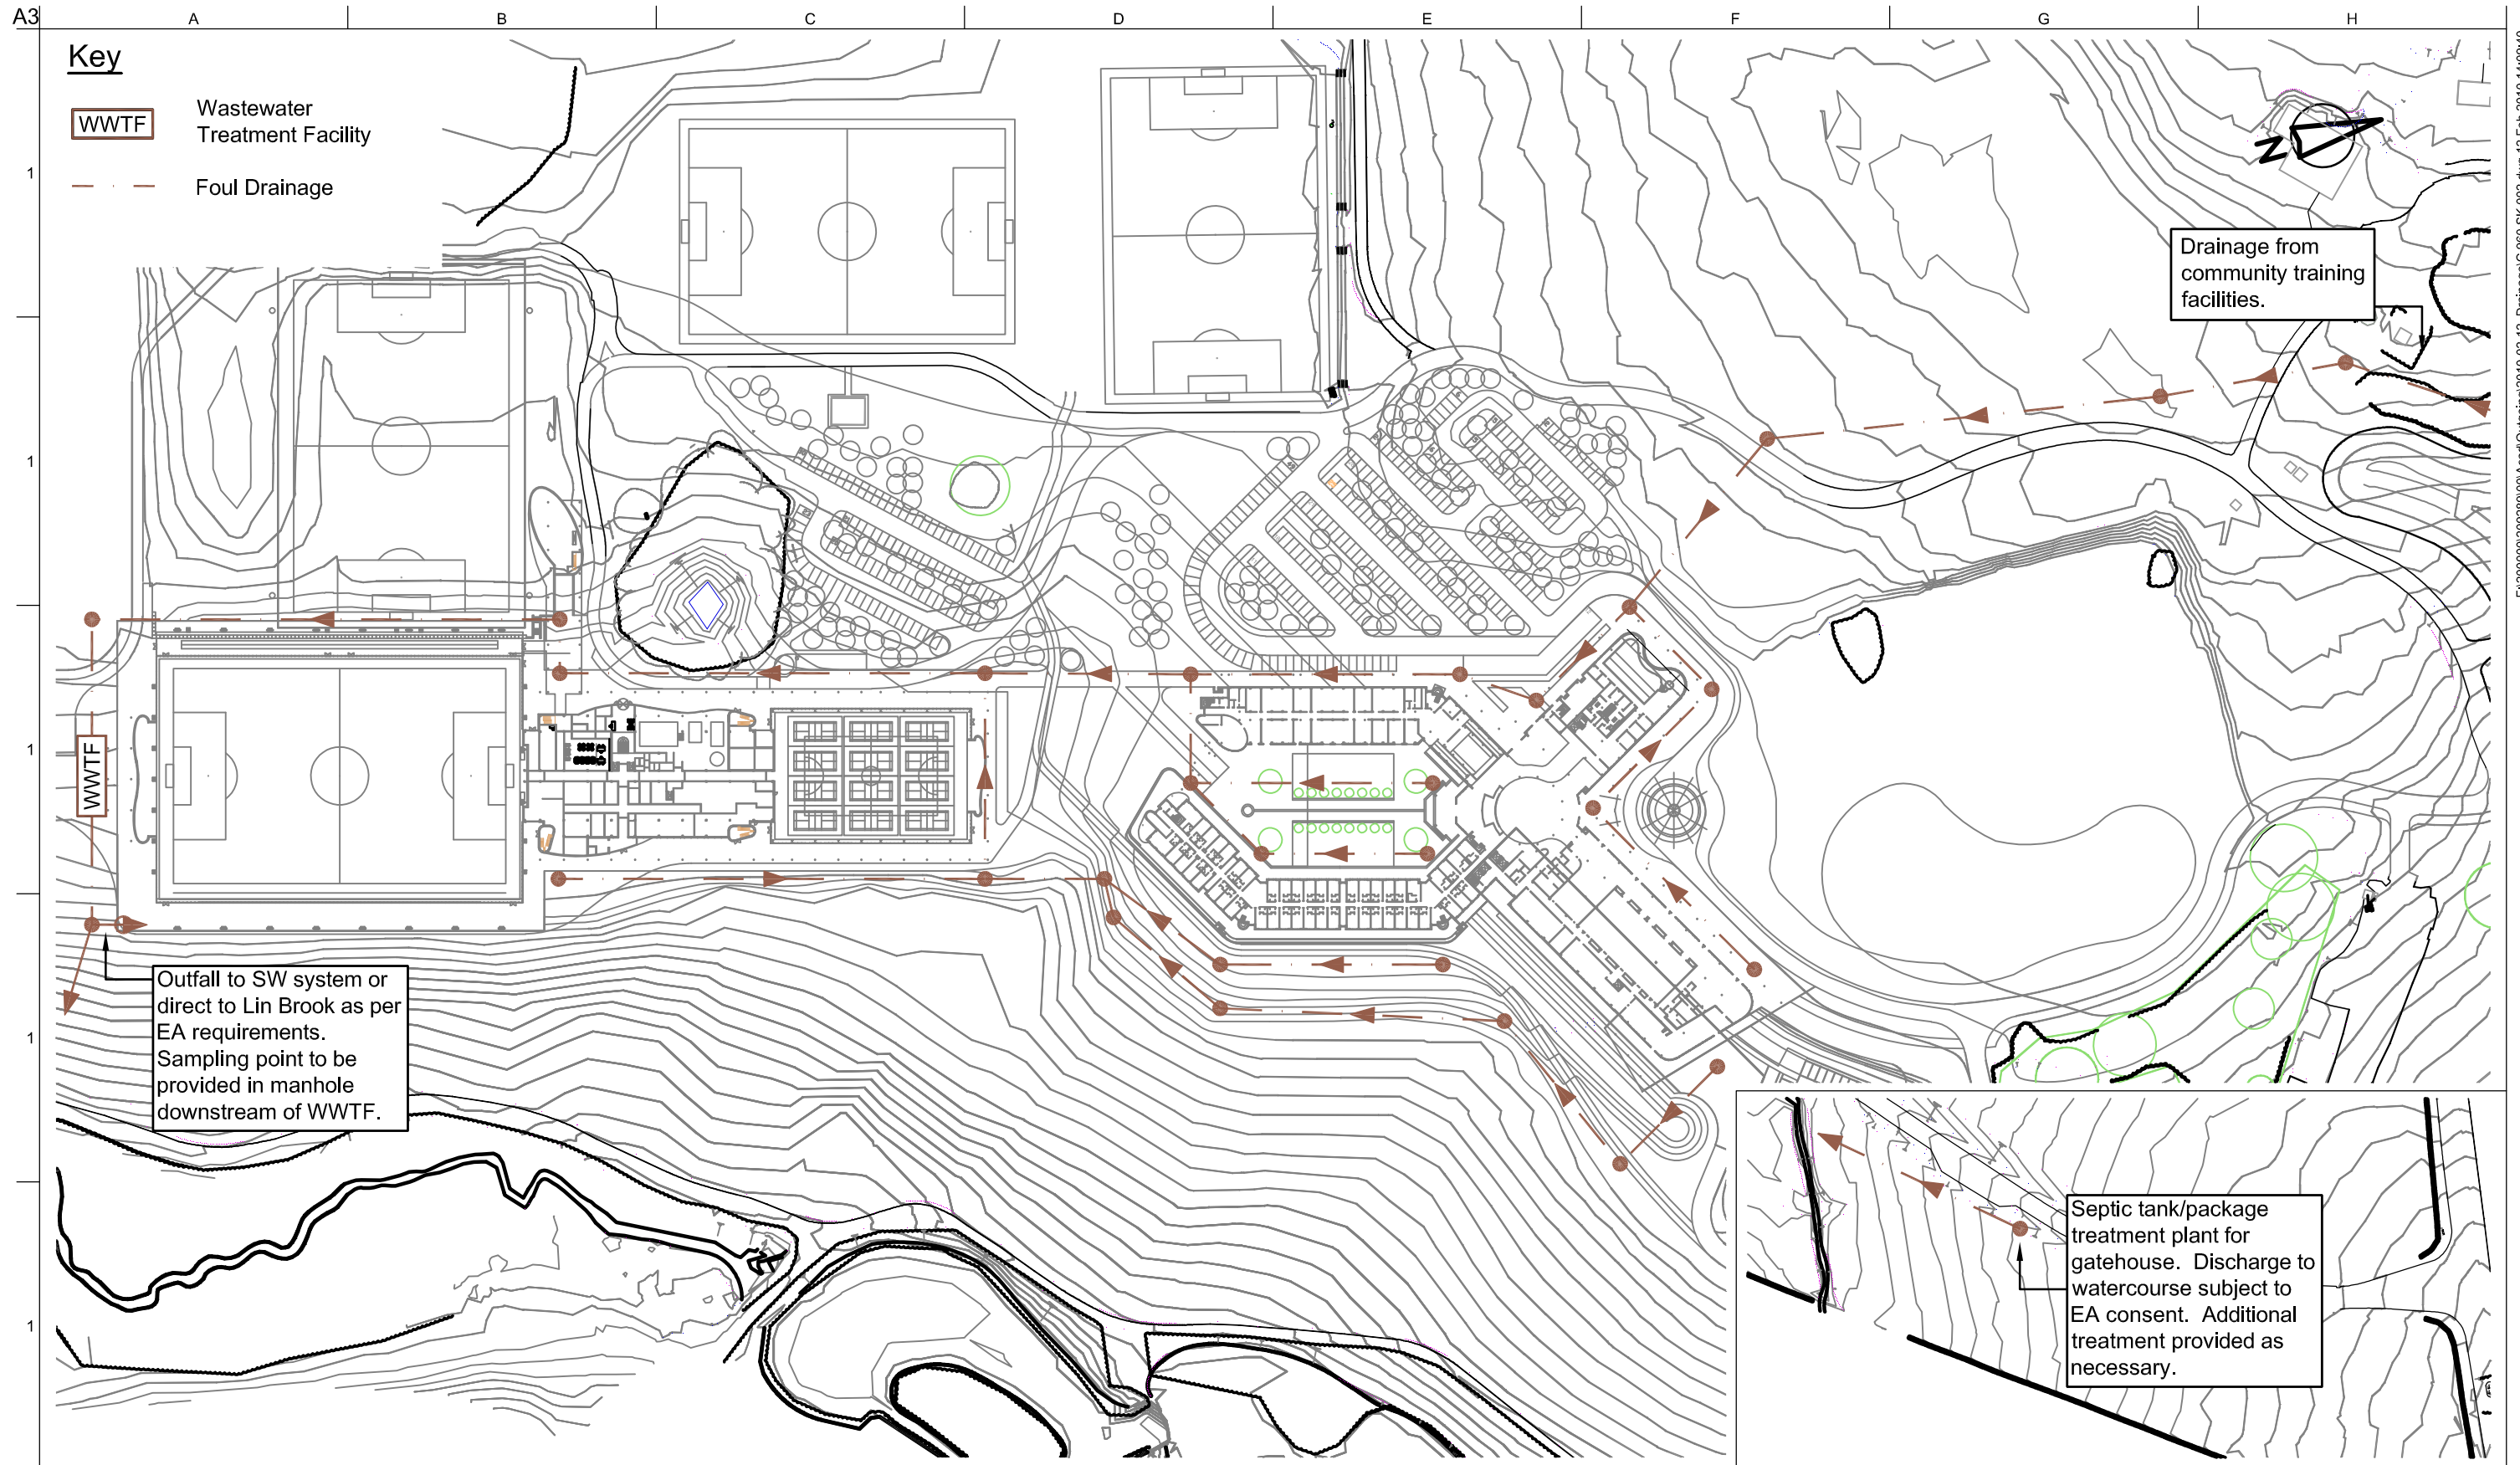 A3
A
B
C
D
E
F
G
H
Key
WWTF
Wastewater
Treatment Facility
Foul Drainage
1
1
1
1
1
N
Drainage from
community training
facilities.
WWTF
Outfall to SW system or
direct to Lin Brook as per
EA requirements.
Sampling point to be
provided in manhole
downstream of WWTF.
Septic tank/package
treatment plant for
gatehouse. Discharge to
watercourse subject to
EA consent. Additional
treatment provided as
necessary.